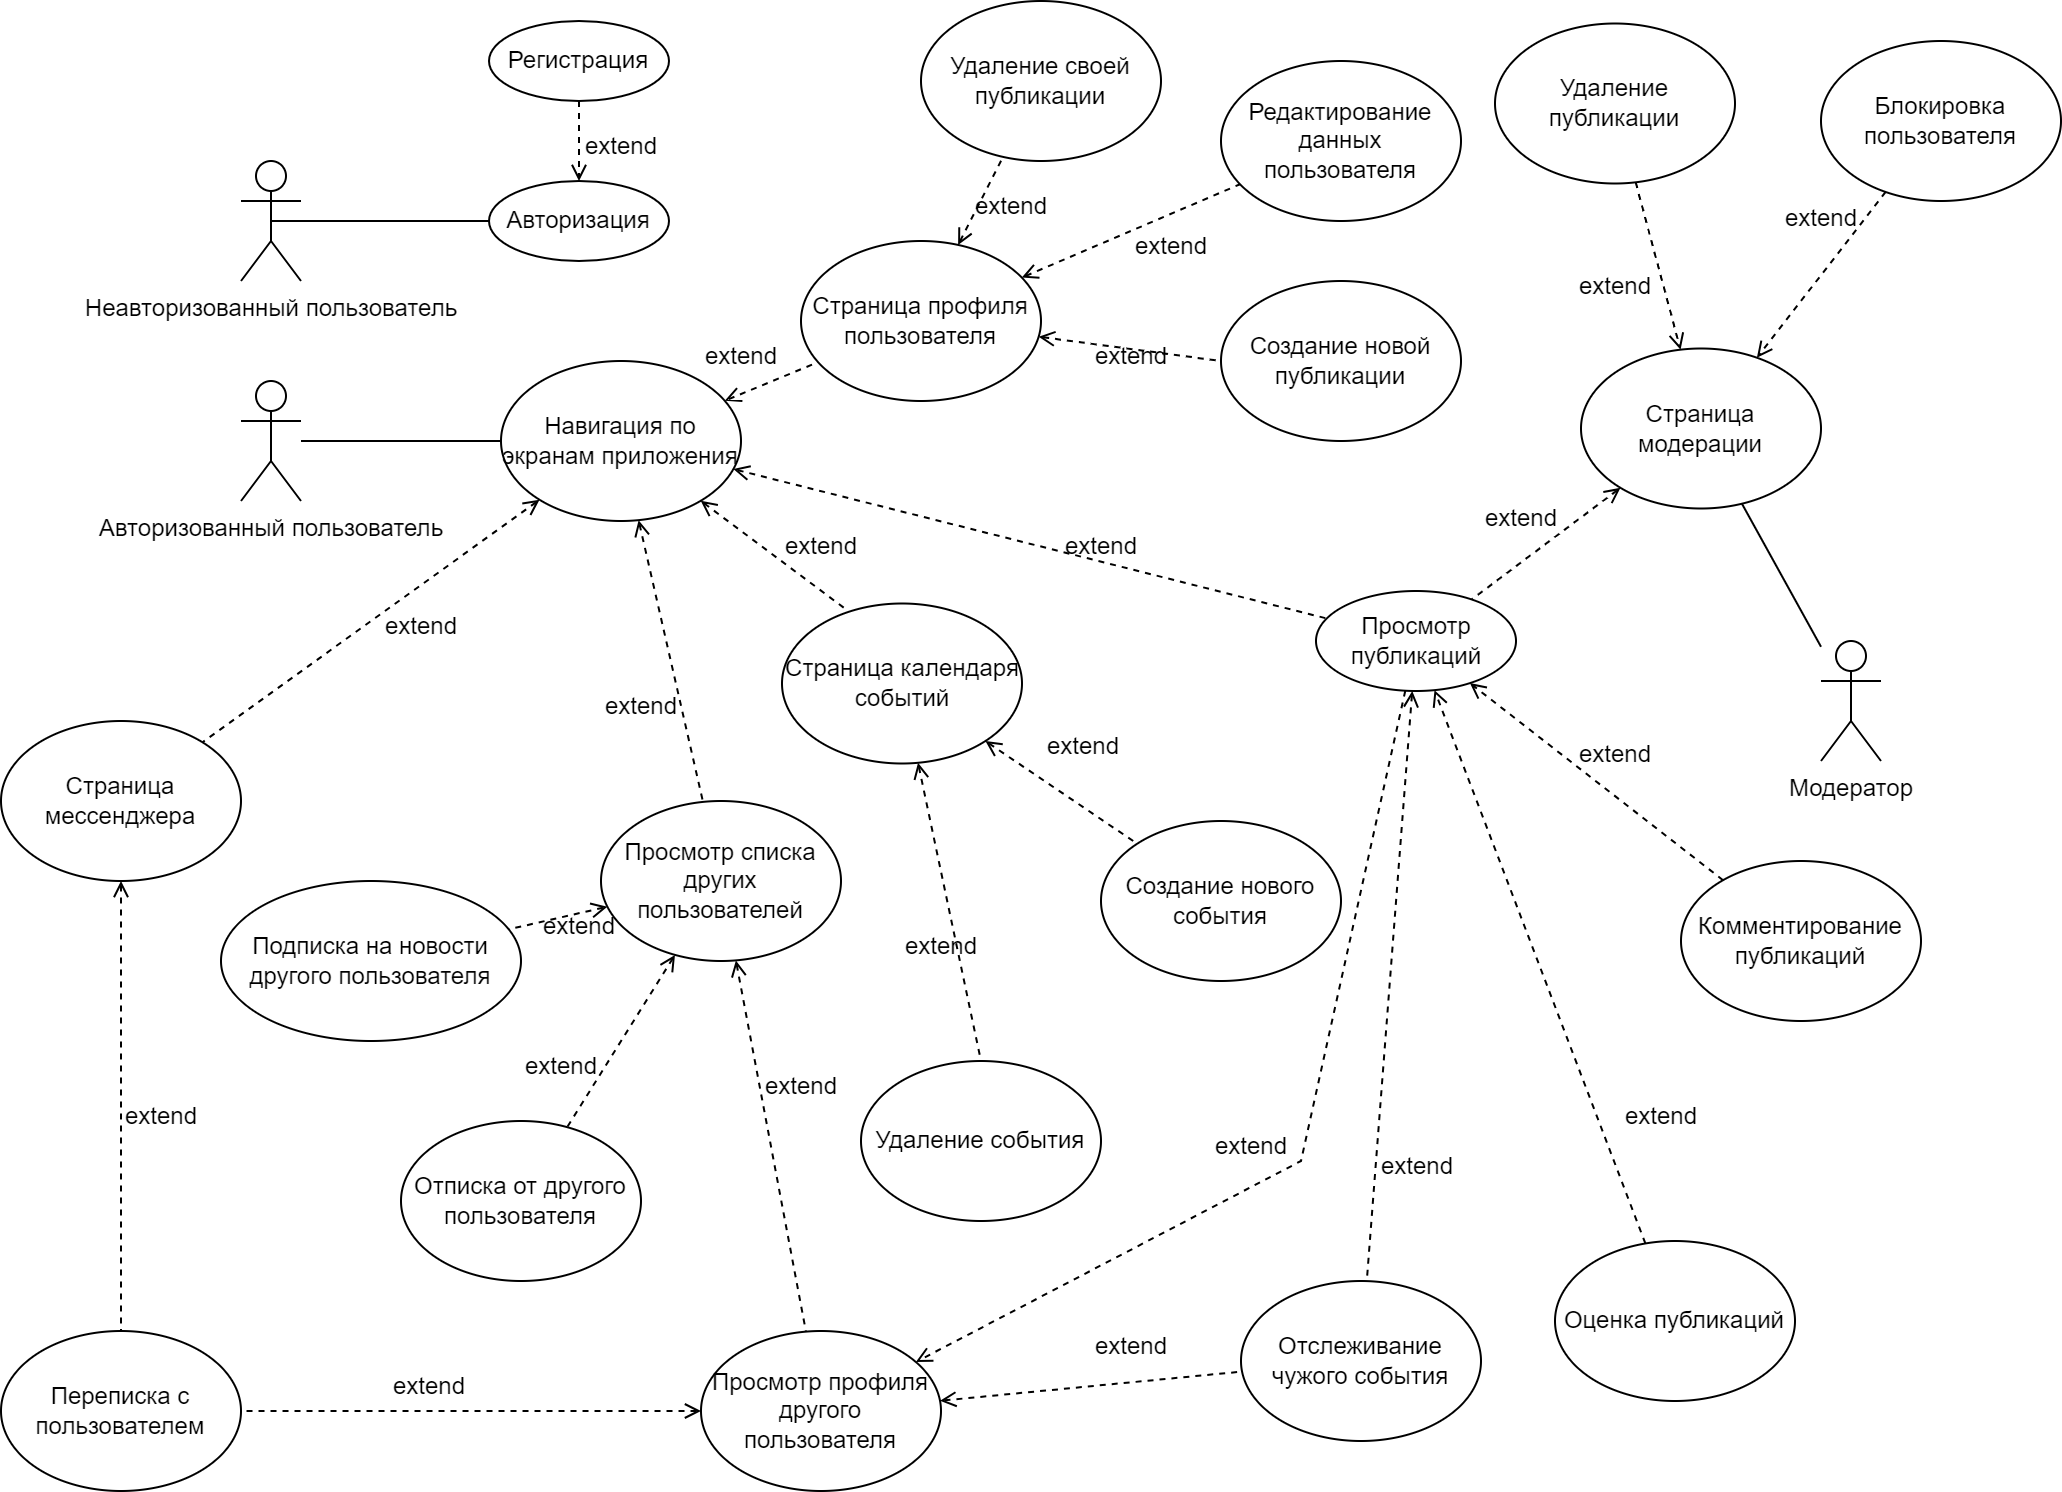 Регистрация
extend
Авторизация
Неавторизованный пользователь
Удаление своей
публикации
extend
Редактирование
данных
пользователя
extend
Удаление
публикации
extend
Блокировка
пользователя
extend
Страница профиля
пользователя
extend
Создание новой
публикации
extend
Навигация по
экранам приложения
Авторизованный пользователь
Страница
модерации
extend
extend
extend
extend
Просмотр
публикаций
Страница календаря
событий
extend
extend
extend
Модератор
Страница
мессенджера
Просмотр списка
других
пользователей
Создание нового
события
Комментирование
публикаций
extend
extend
Подписка на новости
другого пользователя
extend
extend
extend
extend
extend
extend
Удаление события
Отписка от другого
пользователя
Оценка публикаций
extend
Отслеживание
чужого события
extend
Переписка с
пользователем
Просмотр профиля
другого
пользователя